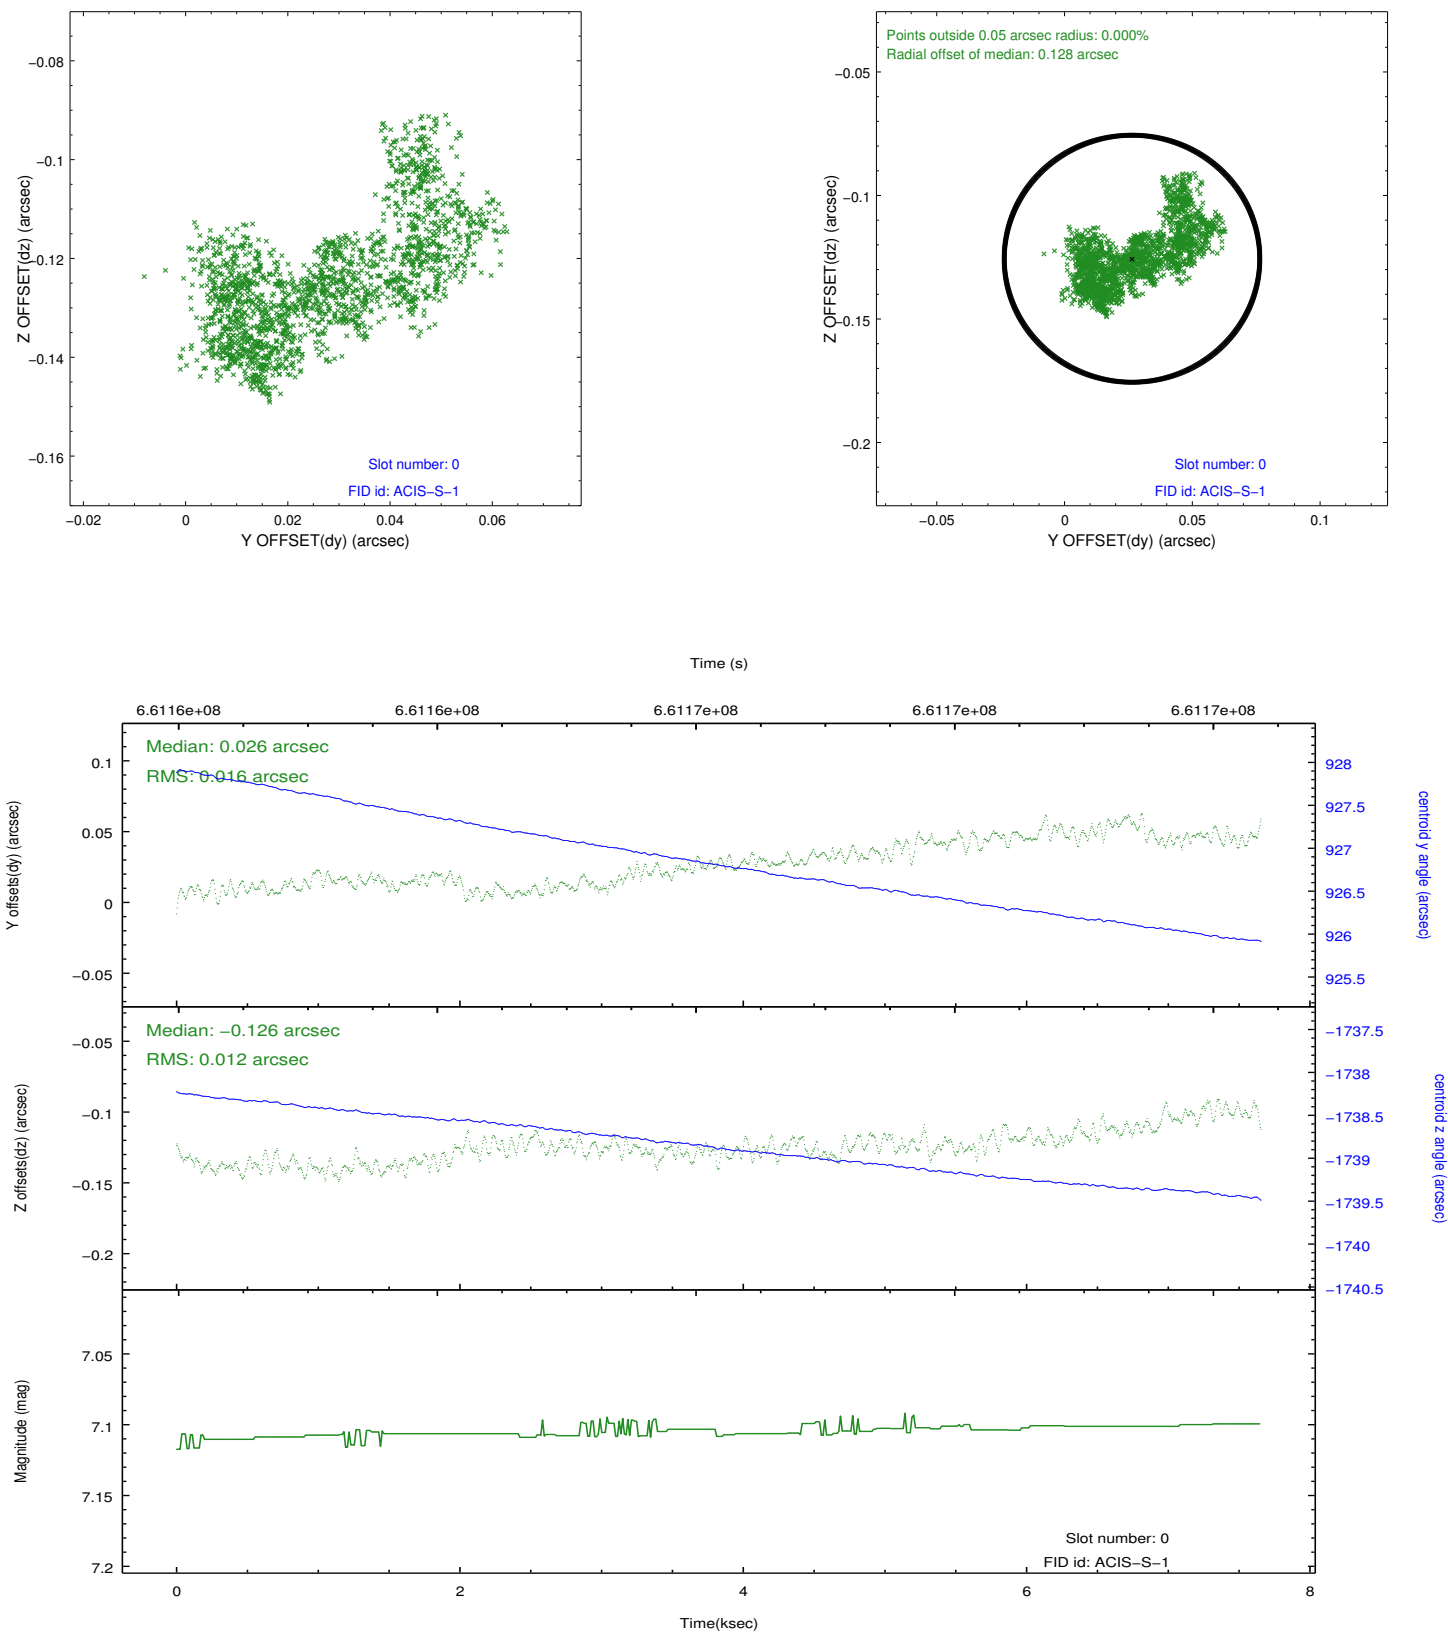 −0.08
−0.1
−0.12
−0.14
−0.16
Z OFFSET(dz) (arcsec)
Slot number: 0
FID id: ACIS−S−1
−0.02
0
0.02
0.04
0.06
Y OFFSET(dy) (arcsec)
Points outside 0.05 arcsec radius: 0.000%
Radial offset of median: 0.128 arcsec
−0.05
−0.1
−0.15
−0.2
Z OFFSET(dz) (arcsec)
Slot number: 0
FID id: ACIS−S−1
−0.05
0
0.05
0.1
Y OFFSET(dy) (arcsec)
Time (s)
6.6116e+08
6.6116e+08
6.6117e+08
6.6117e+08
6.6117e+08
Median: 0.026 arcsec
RMS: 0.016 arcsec
0.1
0.05
0
−0.05
Y offsets(dy) (arcsec)
928
927.5
927
926.5
926
925.5
centroid y angle (arcsec)
Median: −0.126 arcsec
RMS: 0.012 arcsec
−0.05
−0.1
−0.15
−0.2
Z offsets(dz) (arcsec)
−1737.5
−1738
−1738.5
−1739
−1739.5
−1740
−1740.5
centroid z angle (arcsec)
7.05
7.1
7.15
7.2
Magnitude (mag)
Slot number: 0
FID id: ACIS−S−1
0
2
4
6
8
Time(ksec)